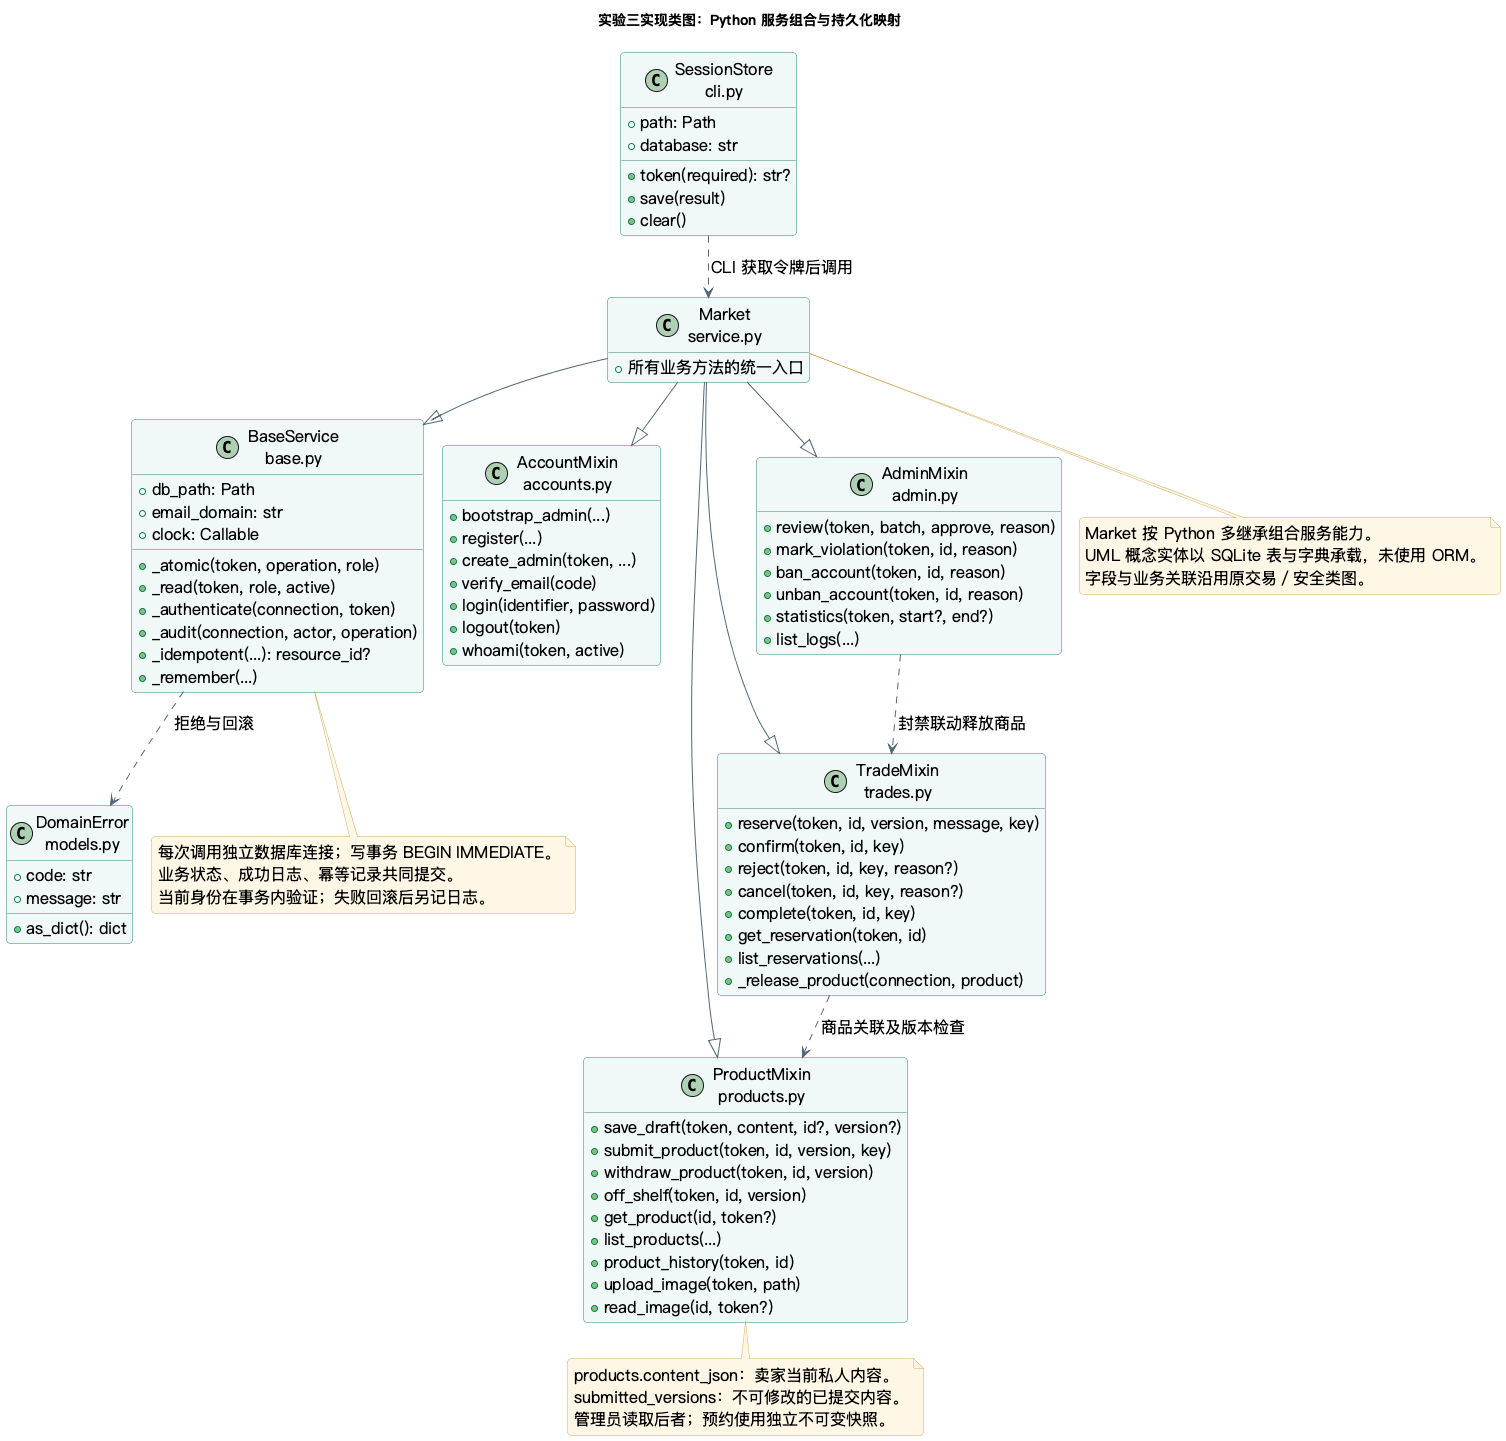 实验三实现类图：Python 服务组合与持久化映射
C
SessionStore
cli.py
path: Path
database: str
token(required): str?
save(result)
clear()
CLI 获取令牌后调用
C
Market
service.py
所有业务方法的统一入口
C
BaseService
base.py
db_path: Path
email_domain: str
clock: Callable
_atomic(token, operation, role)
_read(token, role, active)
_authenticate(connection, token)
_audit(connection, actor, operation)
_idempotent(...): resource_id?
_remember(...)
C
AccountMixin
accounts.py
bootstrap_admin(...)
register(...)
create_admin(token, ...)
verify_email(code)
login(identifier, password)
logout(token)
whoami(token, active)
C
AdminMixin
admin.py
review(token, batch, approve, reason)
mark_violation(token, id, reason)
ban_account(token, id, reason)
unban_account(token, id, reason)
statistics(token, start?, end?)
list_logs(...)
Market 按 Python 多继承组合服务能力。
UML 概念实体以 SQLite 表与字典承载，未使用 ORM。
字段与业务关联沿用原交易 / 安全类图。
拒绝与回滚
封禁联动释放商品
C
DomainError
models.py
code: str
message: str
as_dict(): dict
每次调用独立数据库连接；写事务 BEGIN IMMEDIATE。
业务状态、成功日志、幂等记录共同提交。
当前身份在事务内验证；失败回滚后另记日志。
C
TradeMixin
trades.py
reserve(token, id, version, message, key)
confirm(token, id, key)
reject(token, id, key, reason?)
cancel(token, id, key, reason?)
complete(token, id, key)
get_reservation(token, id)
list_reservations(...)
_release_product(connection, product)
商品关联及版本检查
C
ProductMixin
products.py
save_draft(token, content, id?, version?)
submit_product(token, id, version, key)
withdraw_product(token, id, version)
off_shelf(token, id, version)
get_product(id, token?)
list_products(...)
product_history(token, id)
upload_image(token, path)
read_image(id, token?)
products.content_json：卖家当前私人内容。
submitted_versions：不可修改的已提交内容。
管理员读取后者；预约使用独立不可变快照。